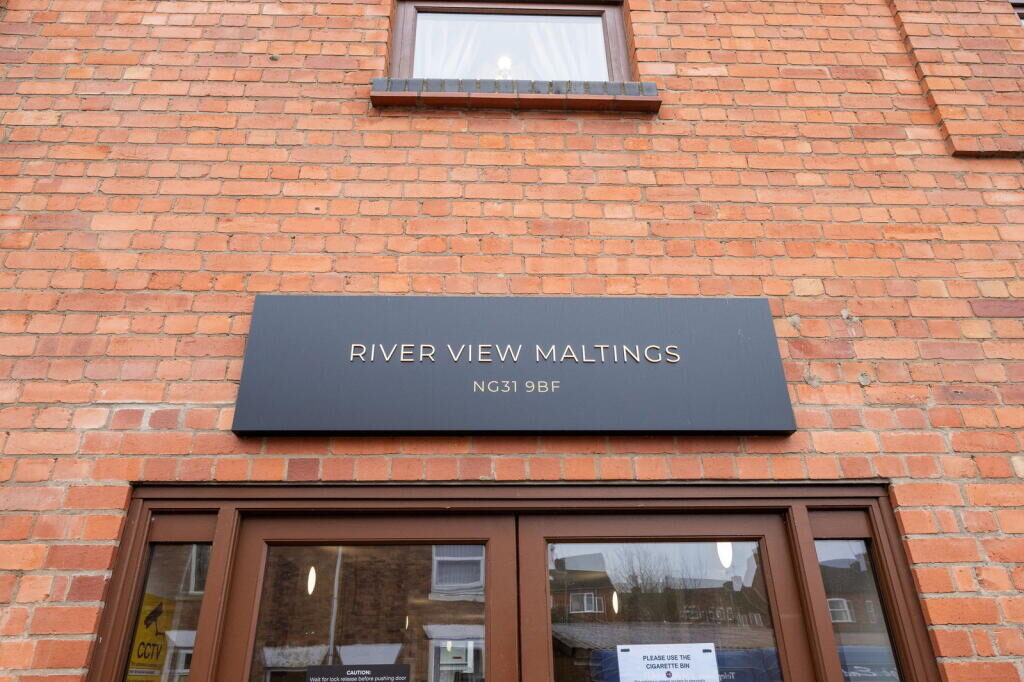 RIVER VIEW MALTINGS
NG31 9BF
CCTV
CAUTION:
Wait for lock release before pushing door
PLEASE USE THE
CIGARETTE BIN